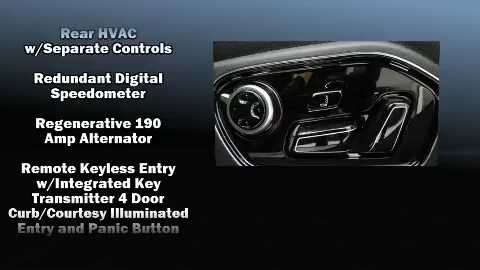 Rear HVAC
w/Separate Controls
Redundant Digital
Speedometer
Regenerative 190
Amp Alternator
Remote Keyless Entry
w/Integrated Key
Transmitter 4 Door
Curb/Courtesy Illuminated
Entry and Panic Button